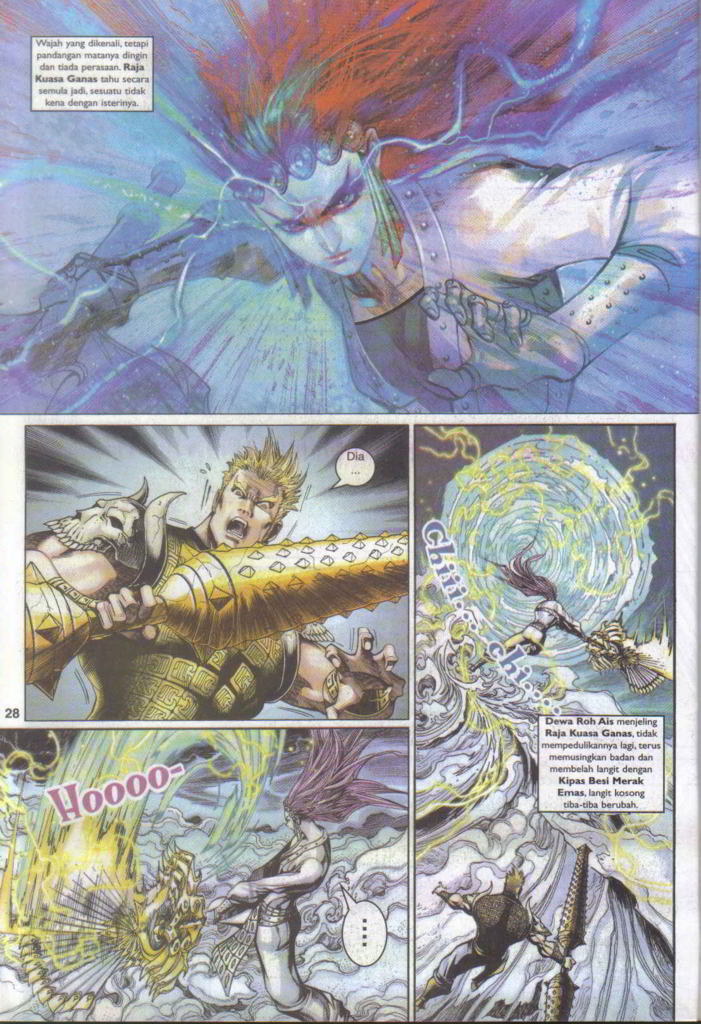 Wajah yang dikenali, tetapi
pandangan matanya dingin
dan tiada perasaan. Raja
Kuasa Ganas tahu secara
semula jadi, sesuatu tidak
kena dengan isterinya.
Dia
...
Chii...
chi...
Dewa Roh Ais menjeling
Raja Kuasa Ganas, tidak
mempedulikannya lagi, terus
memusingkan badan dan
membelah langit dengan
Kipas Besi Merak
Emas, langit kosong
tiba-tiba berubah.
28
Hoooo-
....